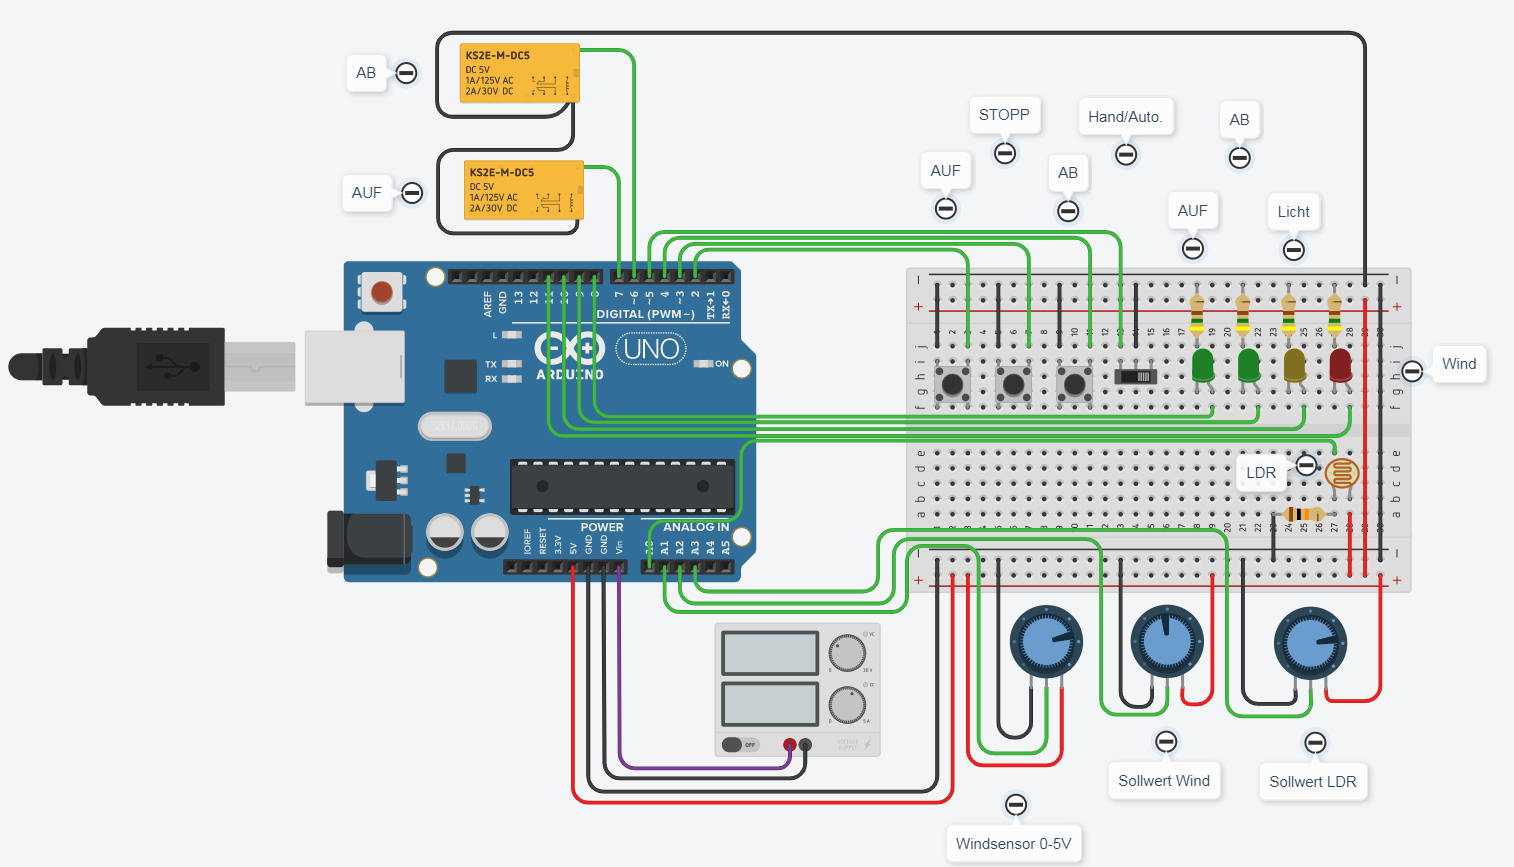 AB
KS2E-M-DC5
DC 5V
1A/125V AC
2A/30V DC
AUF
KS2E-M-DC5
DC 5V
1A/125V AC
2A/30V DC
STOPP
Hand/Auto.
AB
AUF
AB
AUF
Licht
Wind
AREF
GND
13
12
7
~6
~5
4
~3
2
TX→1
RX←0
DIGITAL (PWM~)
L
TX
RX
ARDUINO
UNO
ON
IOREF
RESET
3.3V
5V
GND
GND
Vin
POWER
ANALOG IN
A0
A1
A2
A3
A4
A5
LDR
OFF
Sollwert Wind
Sollwert LDR
Windsensor 0-5V